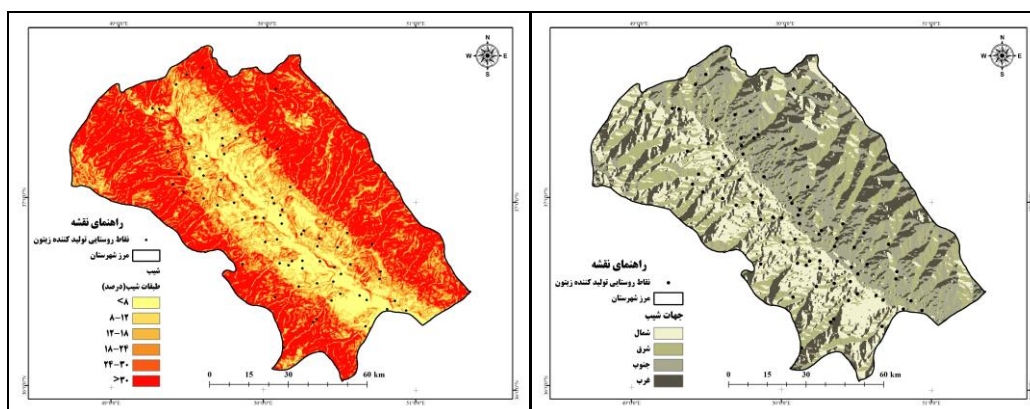 N
W E
S
راهنمای نقشه
نقاط روستایی تولید کننده زیتون
مرز شهرستان
شیب
طبقات شیب(درصد)
<۸
۸-۱۲
۱۲-۱۸
۱۸-۲۴
۲۴-۳۰
>۳۰
0 15 30 60 km
N
W E
S
راهنمای نقشه
نقاط روستایی تولید کننده زیتون
مرز شهرستان
جهات شیب
شمال
شرق
جنوب
غرب
0 15 30 60 km